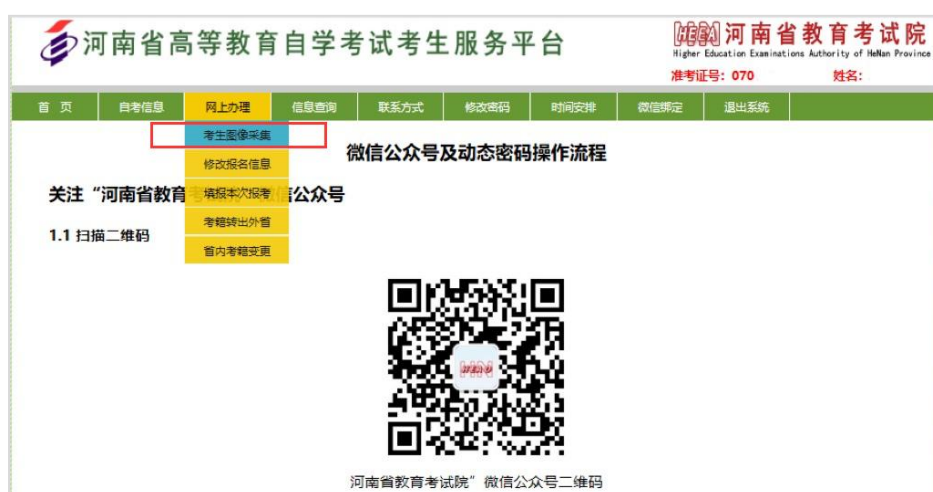 河南省高等教育自学考试考生服务平台
HEEA 河南省教育考试院
Higher Education Examinations Authority of HeNan Province
准考证号：070 姓名：
首 页 自考信息 网上办理 信息查询 联系方式 修改密码 时间安排 微信绑定 退出系统
考生图像采集
修改报名信息
填报本次报考
考籍转出外省
省内考籍变更
微信公众号及动态密码操作流程
关注“河南省教育 信公众号
1.1 扫描二维码
河南省教育考试院”微信公众号二维码